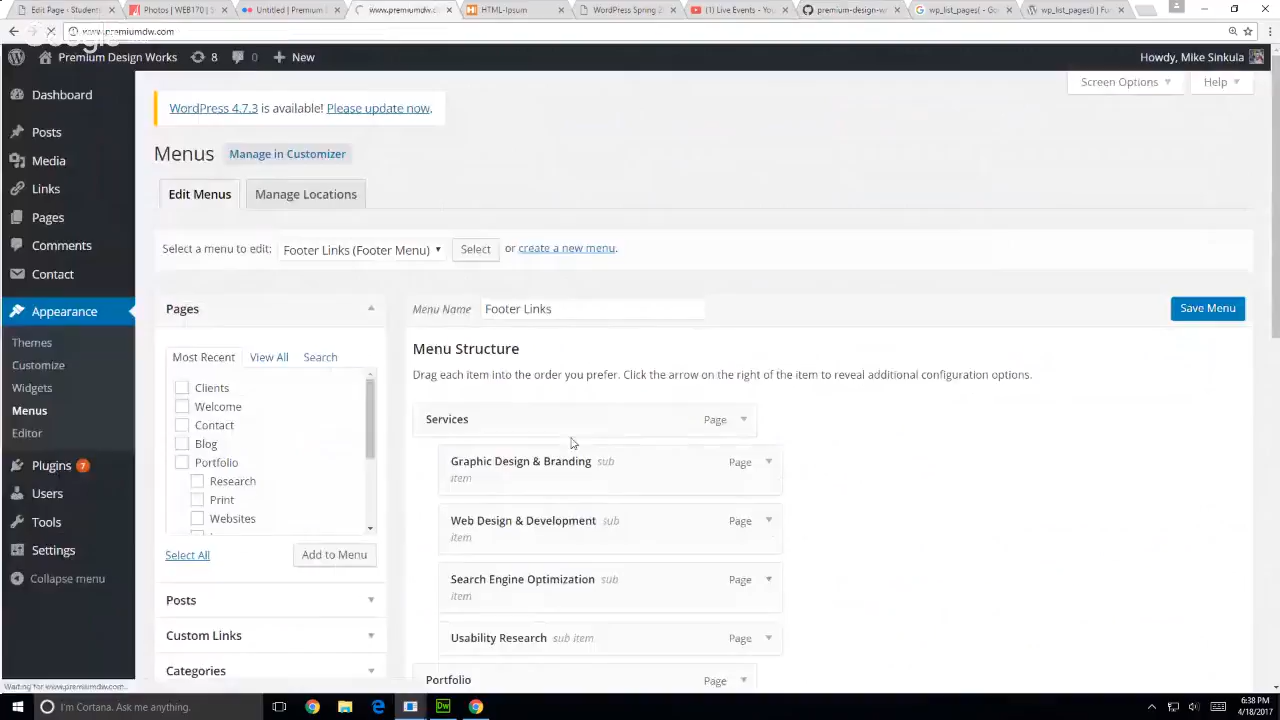 Edit Page ‹ Students
Photos | WEB170 | S
Untitled | Premium D
www.premiumdw.com
HTML-Ipsum
WordPress Spring 2
(1) Live Events - You
premium-design-w
wp_list_pages( ) - G
wp_list_pages() | Fu
www.premiumdw.com
Google
Premium Design Works
8
0
New
Howdy, Mike Sinkula
Dashboard
Posts
Media
Links
Pages
Comments
Contact
Appearance
Themes
Customize
Widgets
Menus
Editor
Plugins 7
Users
Tools
Settings
Collapse menu
Screen Options
Help
WordPress 4.7.3 is available! Please update now.
Menus Manage in Customizer
Edit Menus
Manage Locations
Select a menu to edit: Footer Links (Footer Menu) Select or create a new menu.
Pages
Most Recent View All Search
Clients
Welcome
Contact
Blog
Portfolio
Research
Print
Websites
Select All
Add to Menu
Posts
Custom Links
Categories
Menu Name Footer Links
Save Menu
Menu Structure
Drag each item into the order you prefer. Click the arrow on the right of the item to reveal additional configuration options.
Services Page
Graphic Design & Branding sub item Page
Web Design & Development sub item Page
Search Engine Optimization sub item Page
Usability Research sub item Page
Portfolio Page
Waiting for www.premiumdw.com...
I'm Cortana. Ask me anything.
6:38 PM
4/18/2017